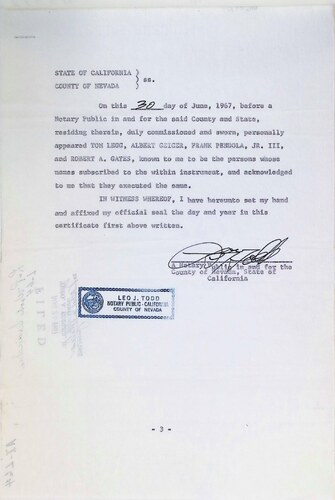 STATE OF CALIFORNIA )
COUNTY OF NEVADA ) ss.
On this 30 day of June, 1967, before a
Notary Public in and for the said County and State,
residing therein, duly commissioned and sworn, personally
appeared TOM LEGG, ALBERT GEIGER, FRANK PENDOLA, JR. III,
and ROBERT A. GATES, known to me to be the persons whose
names subscribed to the within instrument, and acknowledged
to me that they executed the same.
IN WITNESS WHEREOF, I have hereunto set my hand
and affixed my official seal the day and year in this
certificate first above written.
A Notary Public in and for the
County of Nevada, State of
California
LEO J. TODD
NOTARY PUBLIC - CALIFORNIA
COUNTY OF NEVADA
- 3 -